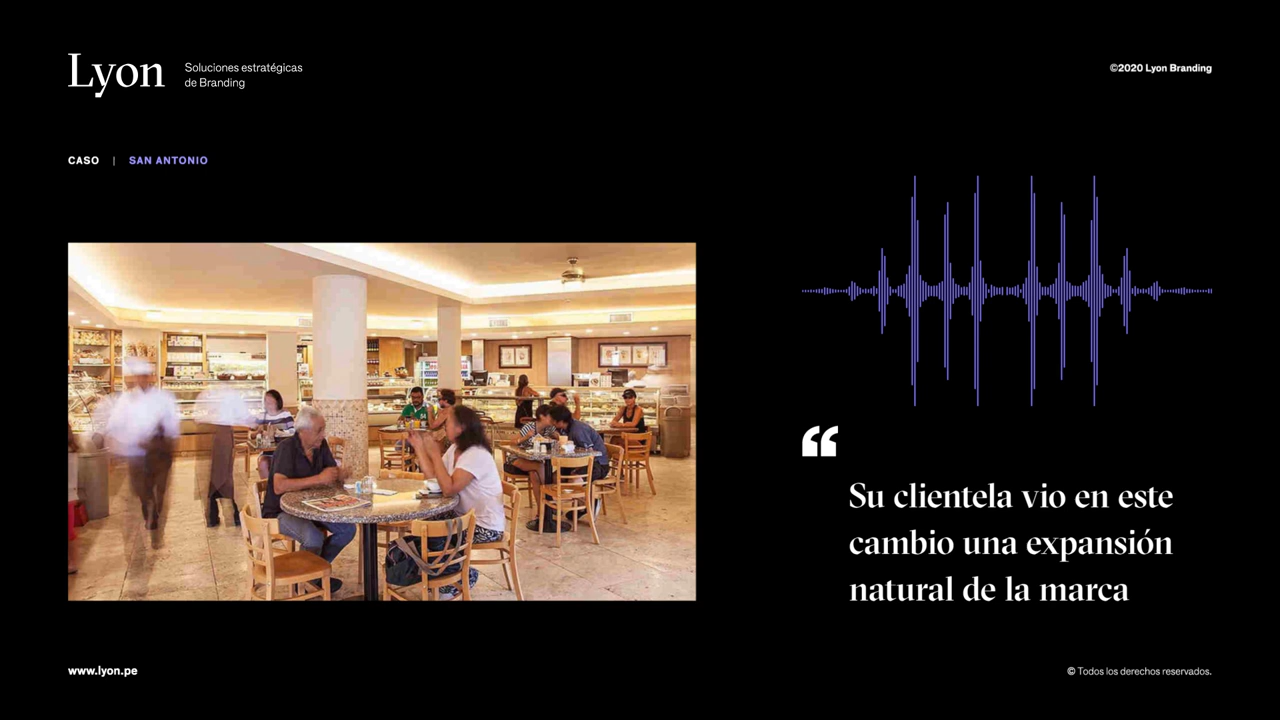 Lyon
Soluciones estratégicas
de Branding
©2020 Lyon Branding
CASO | SAN ANTONIO
“
Su clientela vio en este
cambio una expansión
natural de la marca
www.lyon.pe
© Todos los derechos reservados.